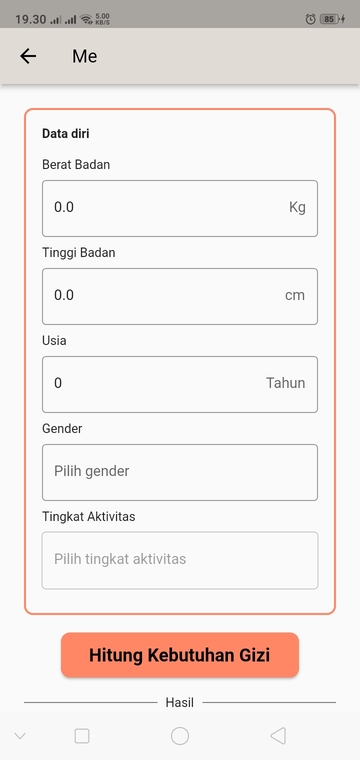 19.30 5.00 KB/S 85
Me
Data diri
Berat Badan
0.0 Kg
Tinggi Badan
0.0 cm
Usia
0 Tahun
Gender
Pilih gender
Tingkat Aktivitas
Pilih tingkat aktivitas
Hitung Kebutuhan Gizi
Hasil